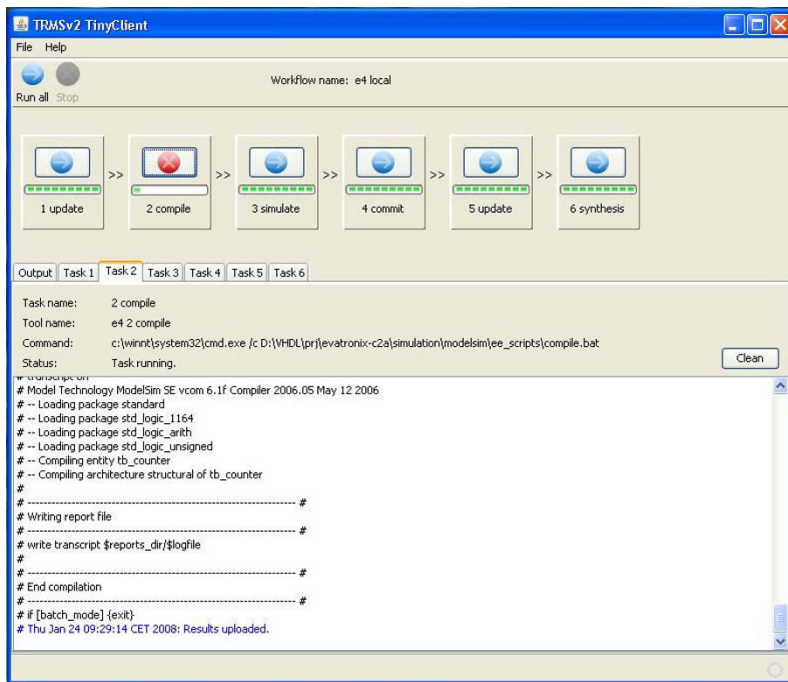 TRMSv2 TinyClient
File Help
Run all Stop
Workflow name: e4 local
>> >> >> >> >>
1 update 2 compile 3 simulate 4 commit 5 update 6 synthesis
Output Task 1 Task 2 Task 3 Task 4 Task 5 Task 6
Task name: 2 compile
Tool name: e4 2 compile
Command: c:\winnt\system32\cmd.exe /c D:\VHDL\prj\evatronix-c2a\simulation\modelsim\ee_scripts\compile.bat
Status: Task running.
Clean
# transcript on
# Model Technology ModelSim SE vcom 6.1f Compiler 2006.05 May 12 2006
# -- Loading package standard
# -- Loading package std_logic_1164
# -- Loading package std_logic_arith
# -- Loading package std_logic_unsigned
# -- Compiling entity tb_counter
# -- Compiling architecture structural of tb_counter
#
# ------------------------------------------------------------------- #
# Writing report file
# ------------------------------------------------------------------- #
# write transcript $reports_dir/$logfile
#
# ------------------------------------------------------------------- #
# End compilation
# ------------------------------------------------------------------- #
# if [batch_mode] {exit}
# Thu Jan 24 09:29:14 CET 2008: Results uploaded.